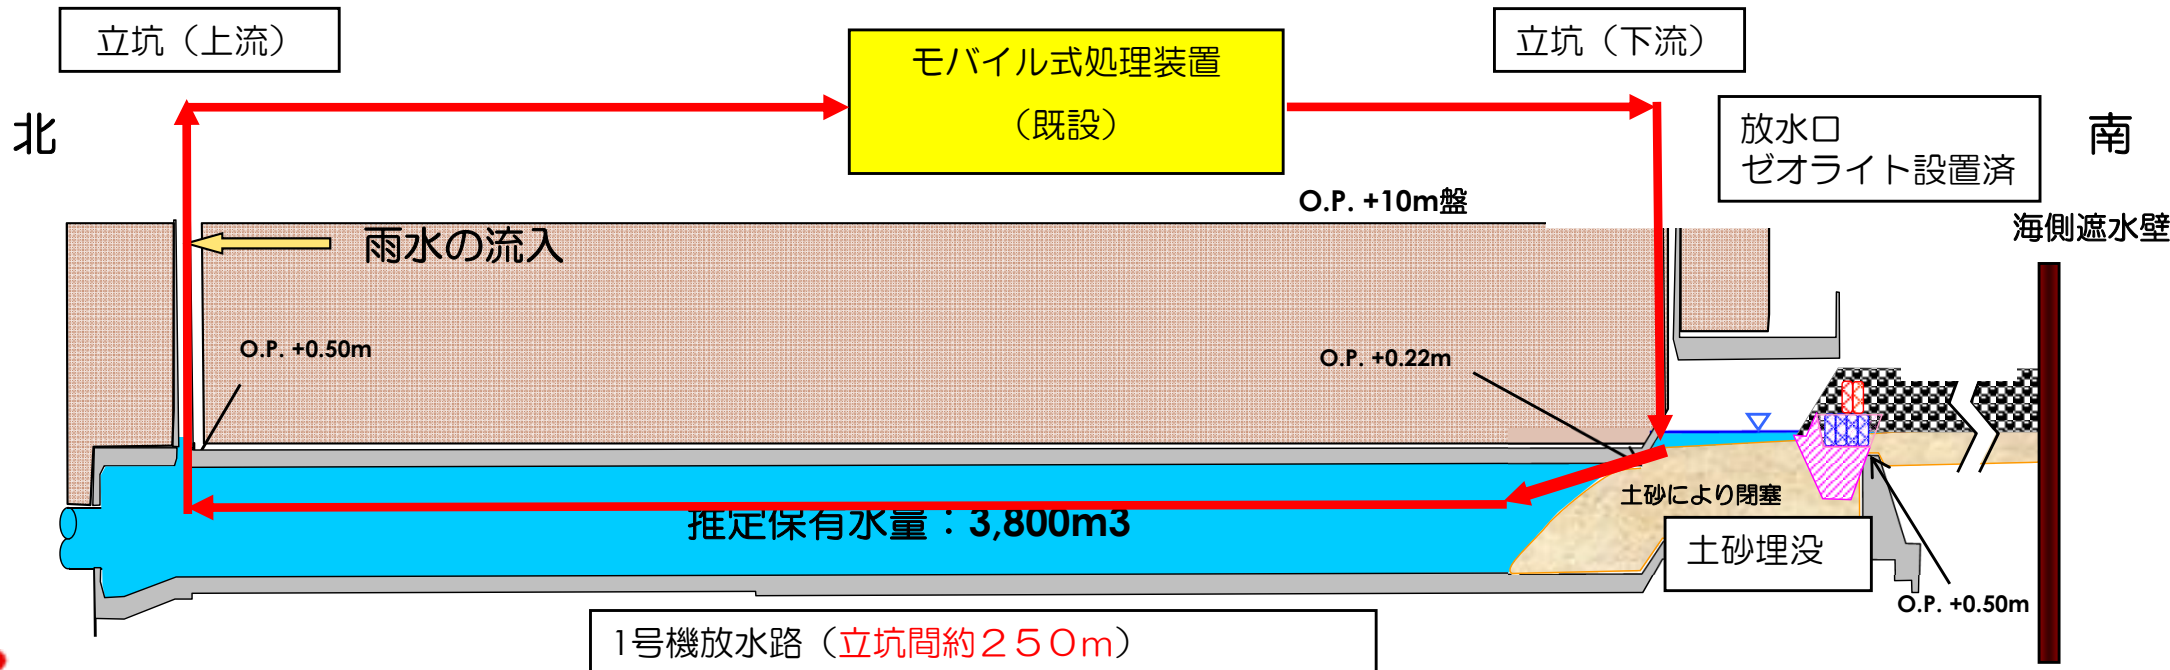 立坑（上流）
モバイル式処理装置
（既設）
立坑（下流）
北
放水口
ゼオライト設置済
南
O.P. +10m盤
海側遮水壁
雨水の流入
O.P. +0.50m
O.P. +0.22m
土砂により閉塞
推定保有水量：3,800m3
土砂埋没
O.P. +0.50m
1号機放水路（立坑間約２５０ｍ）